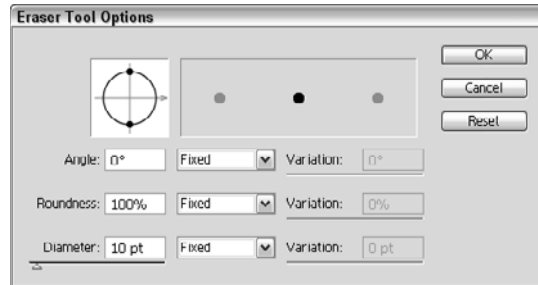 Eraser Tool Options
OK
Cancel
Reset
Angle: 0° Fixed Variation: 0°
Roundness: 100% Fixed Variation: 0%
Diameter: 10 pt Fixed Variation: 0 pt